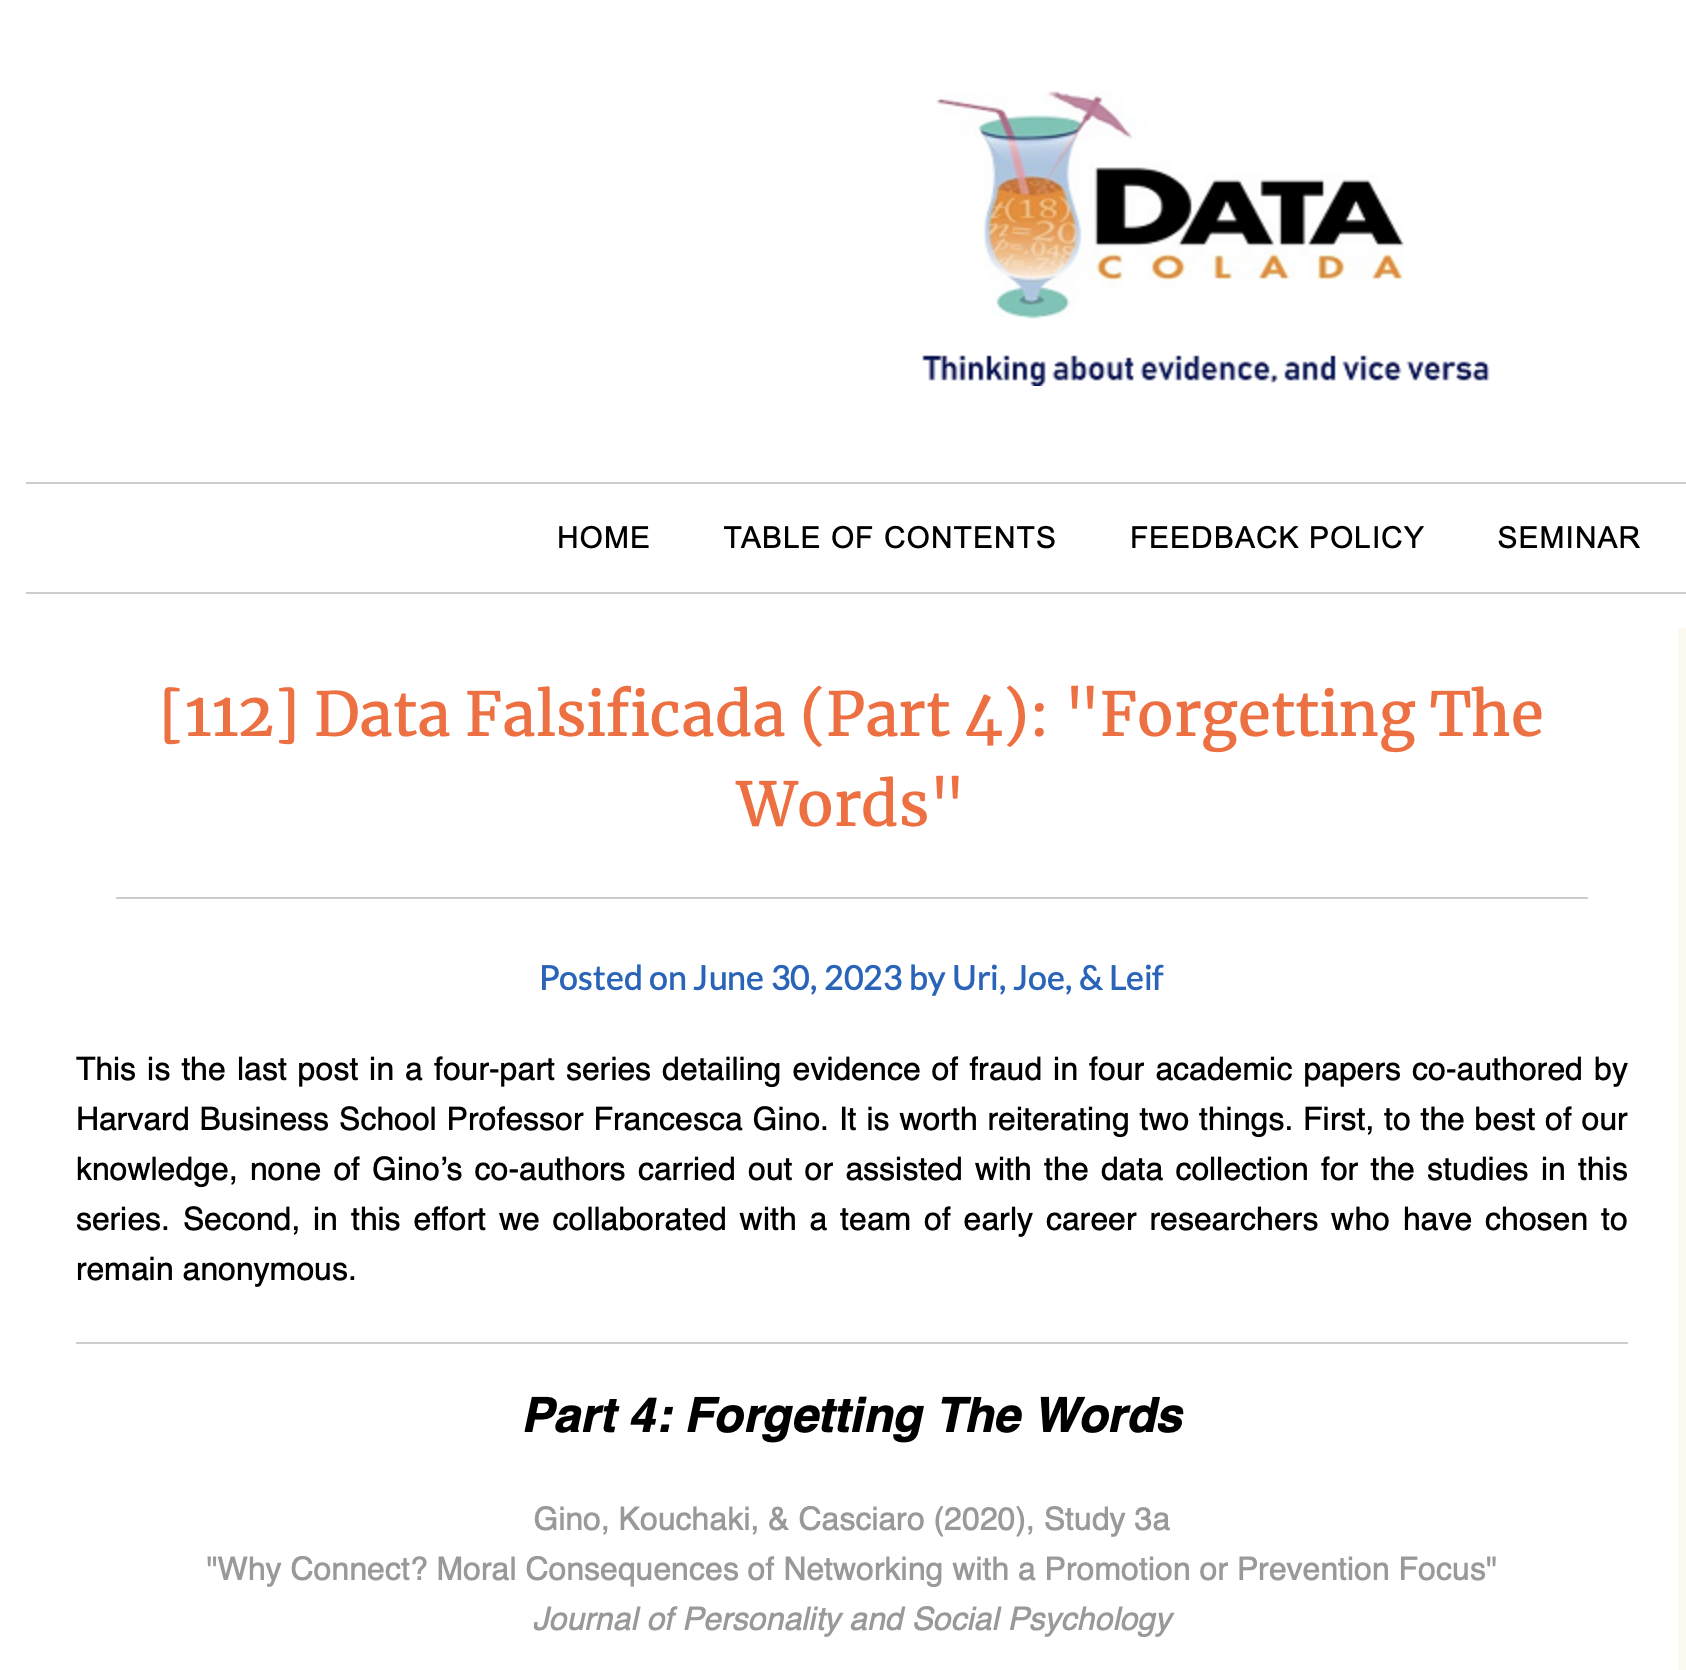 t(18)
n=20
p=.048
DATA
COLADA
Thinking about evidence, and vice versa
HOME TABLE OF CONTENTS FEEDBACK POLICY SEMINAR
[112] Data Falsificada (Part 4): "Forgetting The
Words"
Posted on June 30, 2023 by Uri, Joe, & Leif
This is the last post in a four-part series detailing evidence of fraud in four academic papers co-authored by
Harvard Business School Professor Francesca Gino. It is worth reiterating two things. First, to the best of our
knowledge, none of Gino’s co-authors carried out or assisted with the data collection for the studies in this
series. Second, in this effort we collaborated with a team of early career researchers who have chosen to
remain anonymous.
Part 4: Forgetting The Words
Gino, Kouchaki, & Casciaro (2020), Study 3a
"Why Connect? Moral Consequences of Networking with a Promotion or Prevention Focus"
Journal of Personality and Social Psychology